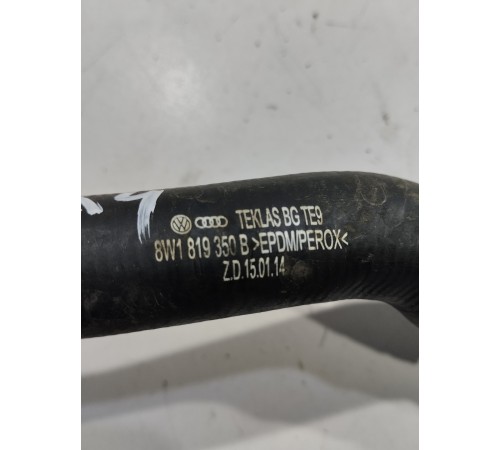 TEKLAS BG TE9
8W1 819 350 B >EPDM/PEROX<
Z.D.15.01.14